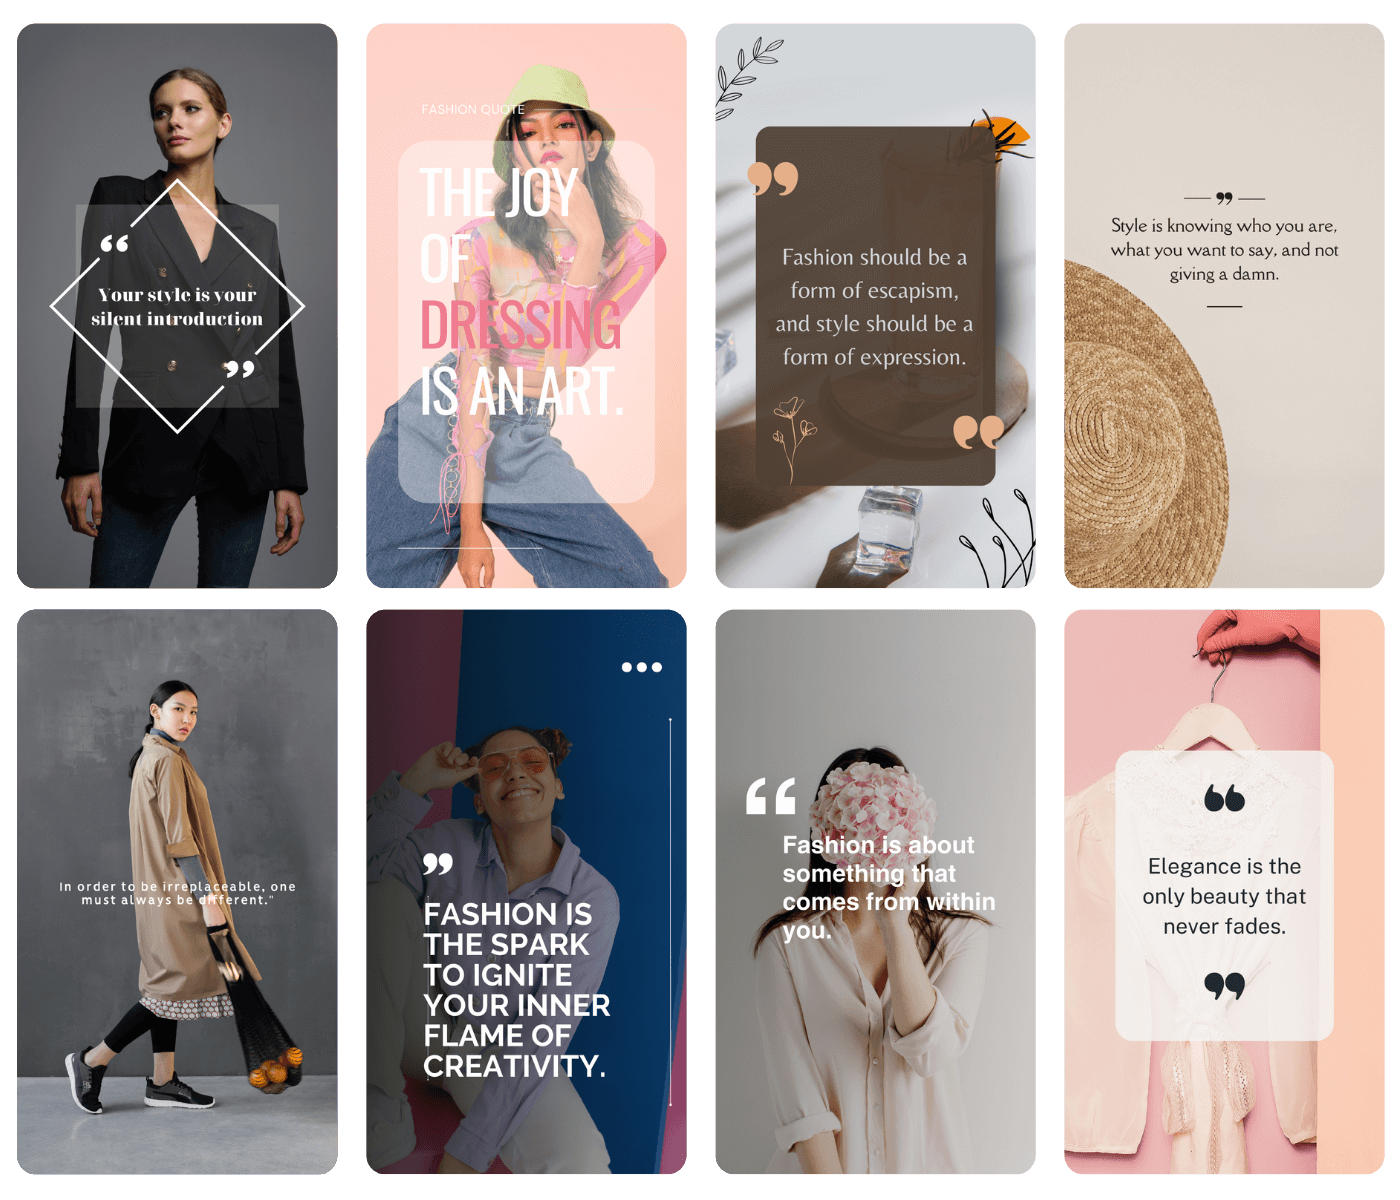 “
Your style is your
silent introduction
”
FASHION QUOTE
THE JOY
OF
DRESSING
IS AN ART.
”
Fashion should be a
form of escapism,
and style should be a
form of expression.
”
”
Style is knowing who you are,
what you want to say, and not
giving a damn.
In order to be irreplaceable, one
must always be different."
”
FASHION IS
THE SPARK
TO IGNITE
YOUR INNER
FLAME OF
CREATIVITY.
“
Fashion is about
something that
comes from within
you.
“
Elegance is the
only beauty that
never fades.
”